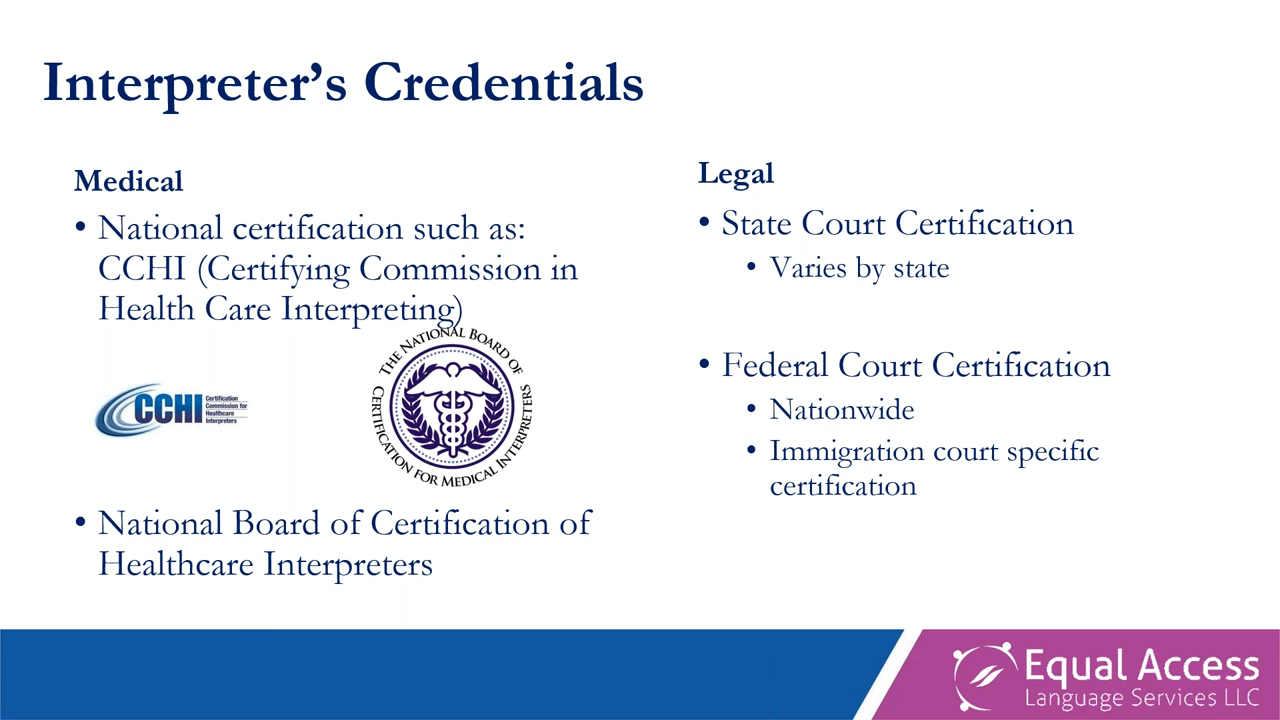 Interpreter’s Credentials
Medical
• National certification such as:
CCHI (Certifying Commission in
Health Care Interpreting)
CCHI
Certification
Commission for
Healthcare
Interpreters
THE NATIONAL BOARD OF
CERTIFICATION FOR MEDICAL INTERPRETERS
• National Board of Certification of
Healthcare Interpreters
Legal
• State Court Certification
• Varies by state
• Federal Court Certification
• Nationwide
• Immigration court specific
certification
Equal Access
Language Services LLC